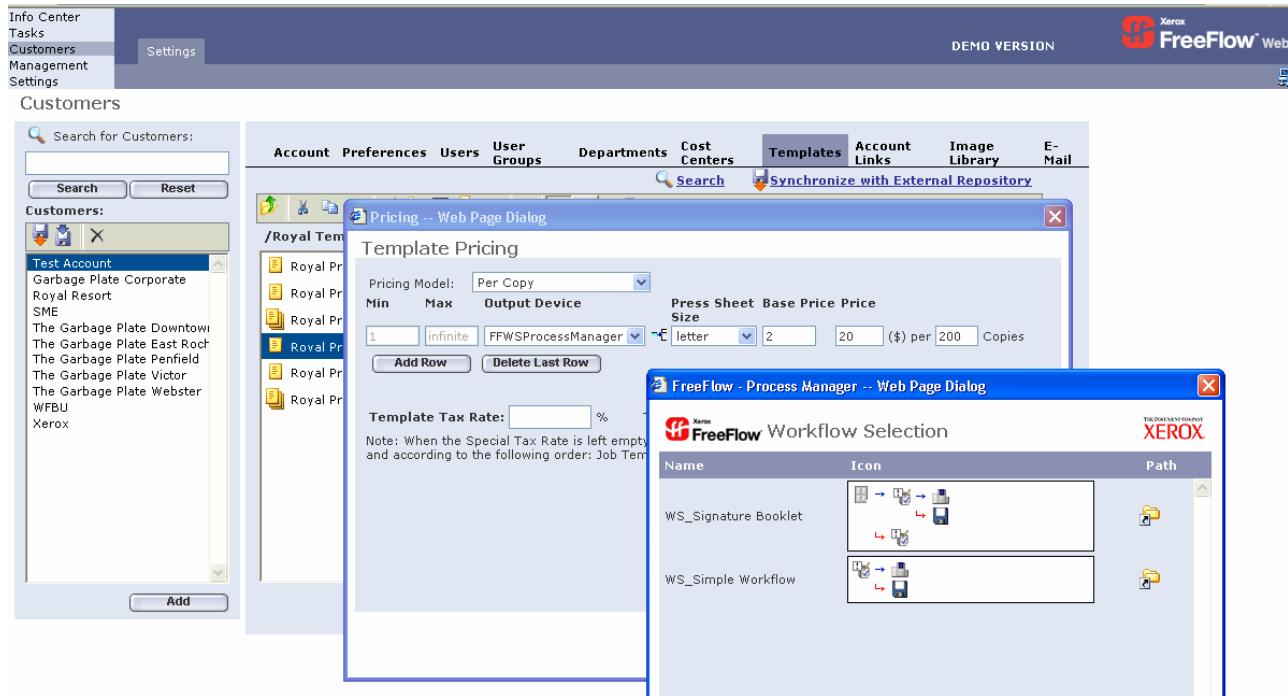 Info Center
Tasks
Customers
Management
Settings
Settings
DEMO VERSION
Xerox
FreeFlow™ Web
Customers
Search for Customers:
Search Reset
Customers:
Test Account
Garbage Plate Corporate
Royal Resort
SME
The Garbage Plate Downtown
The Garbage Plate East Roch
The Garbage Plate Penfield
The Garbage Plate Victor
The Garbage Plate Webster
WFBU
Xerox
Add
Account Preferences Users User Groups Departments Cost Centers Templates Account Links Image Library E-Mail
Search Synchronize with External Repository
/Royal Tem
Royal Pr
Royal Pr
Royal Pr
Royal Pr
Royal Pr
Royal Pr
Pricing -- Web Page Dialog
Template Pricing
Pricing Model: Per Copy
Min Max Output Device Press Sheet Size Base Price Price
1 infinite FFWSProcessManager letter 2 20 ($) per 200 Copies
Add Row Delete Last Row
Template Tax Rate: %
Note: When the Special Tax Rate is left empty
and according to the following order: Job Tem
FreeFlow - Process Manager -- Web Page Dialog
Xerox
FreeFlow Workflow Selection
THE DOCUMENT COMPANY
XEROX.
Name Icon Path
WS_Signature Booklet
WS_Simple Workflow